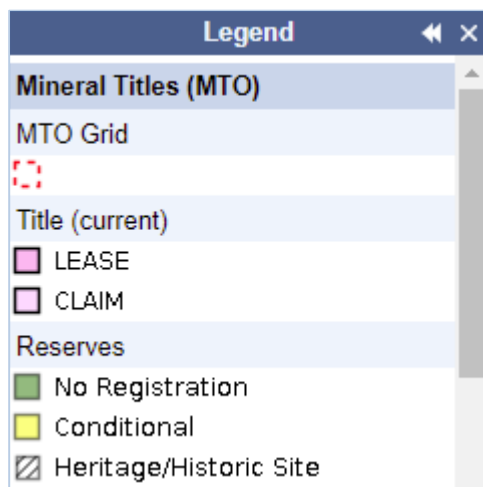 Legend
Mineral Titles (MTO)
MTO Grid
Title (current)
LEASE
CLAIM
Reserves
No Registration
Conditional
Heritage/Historic Site